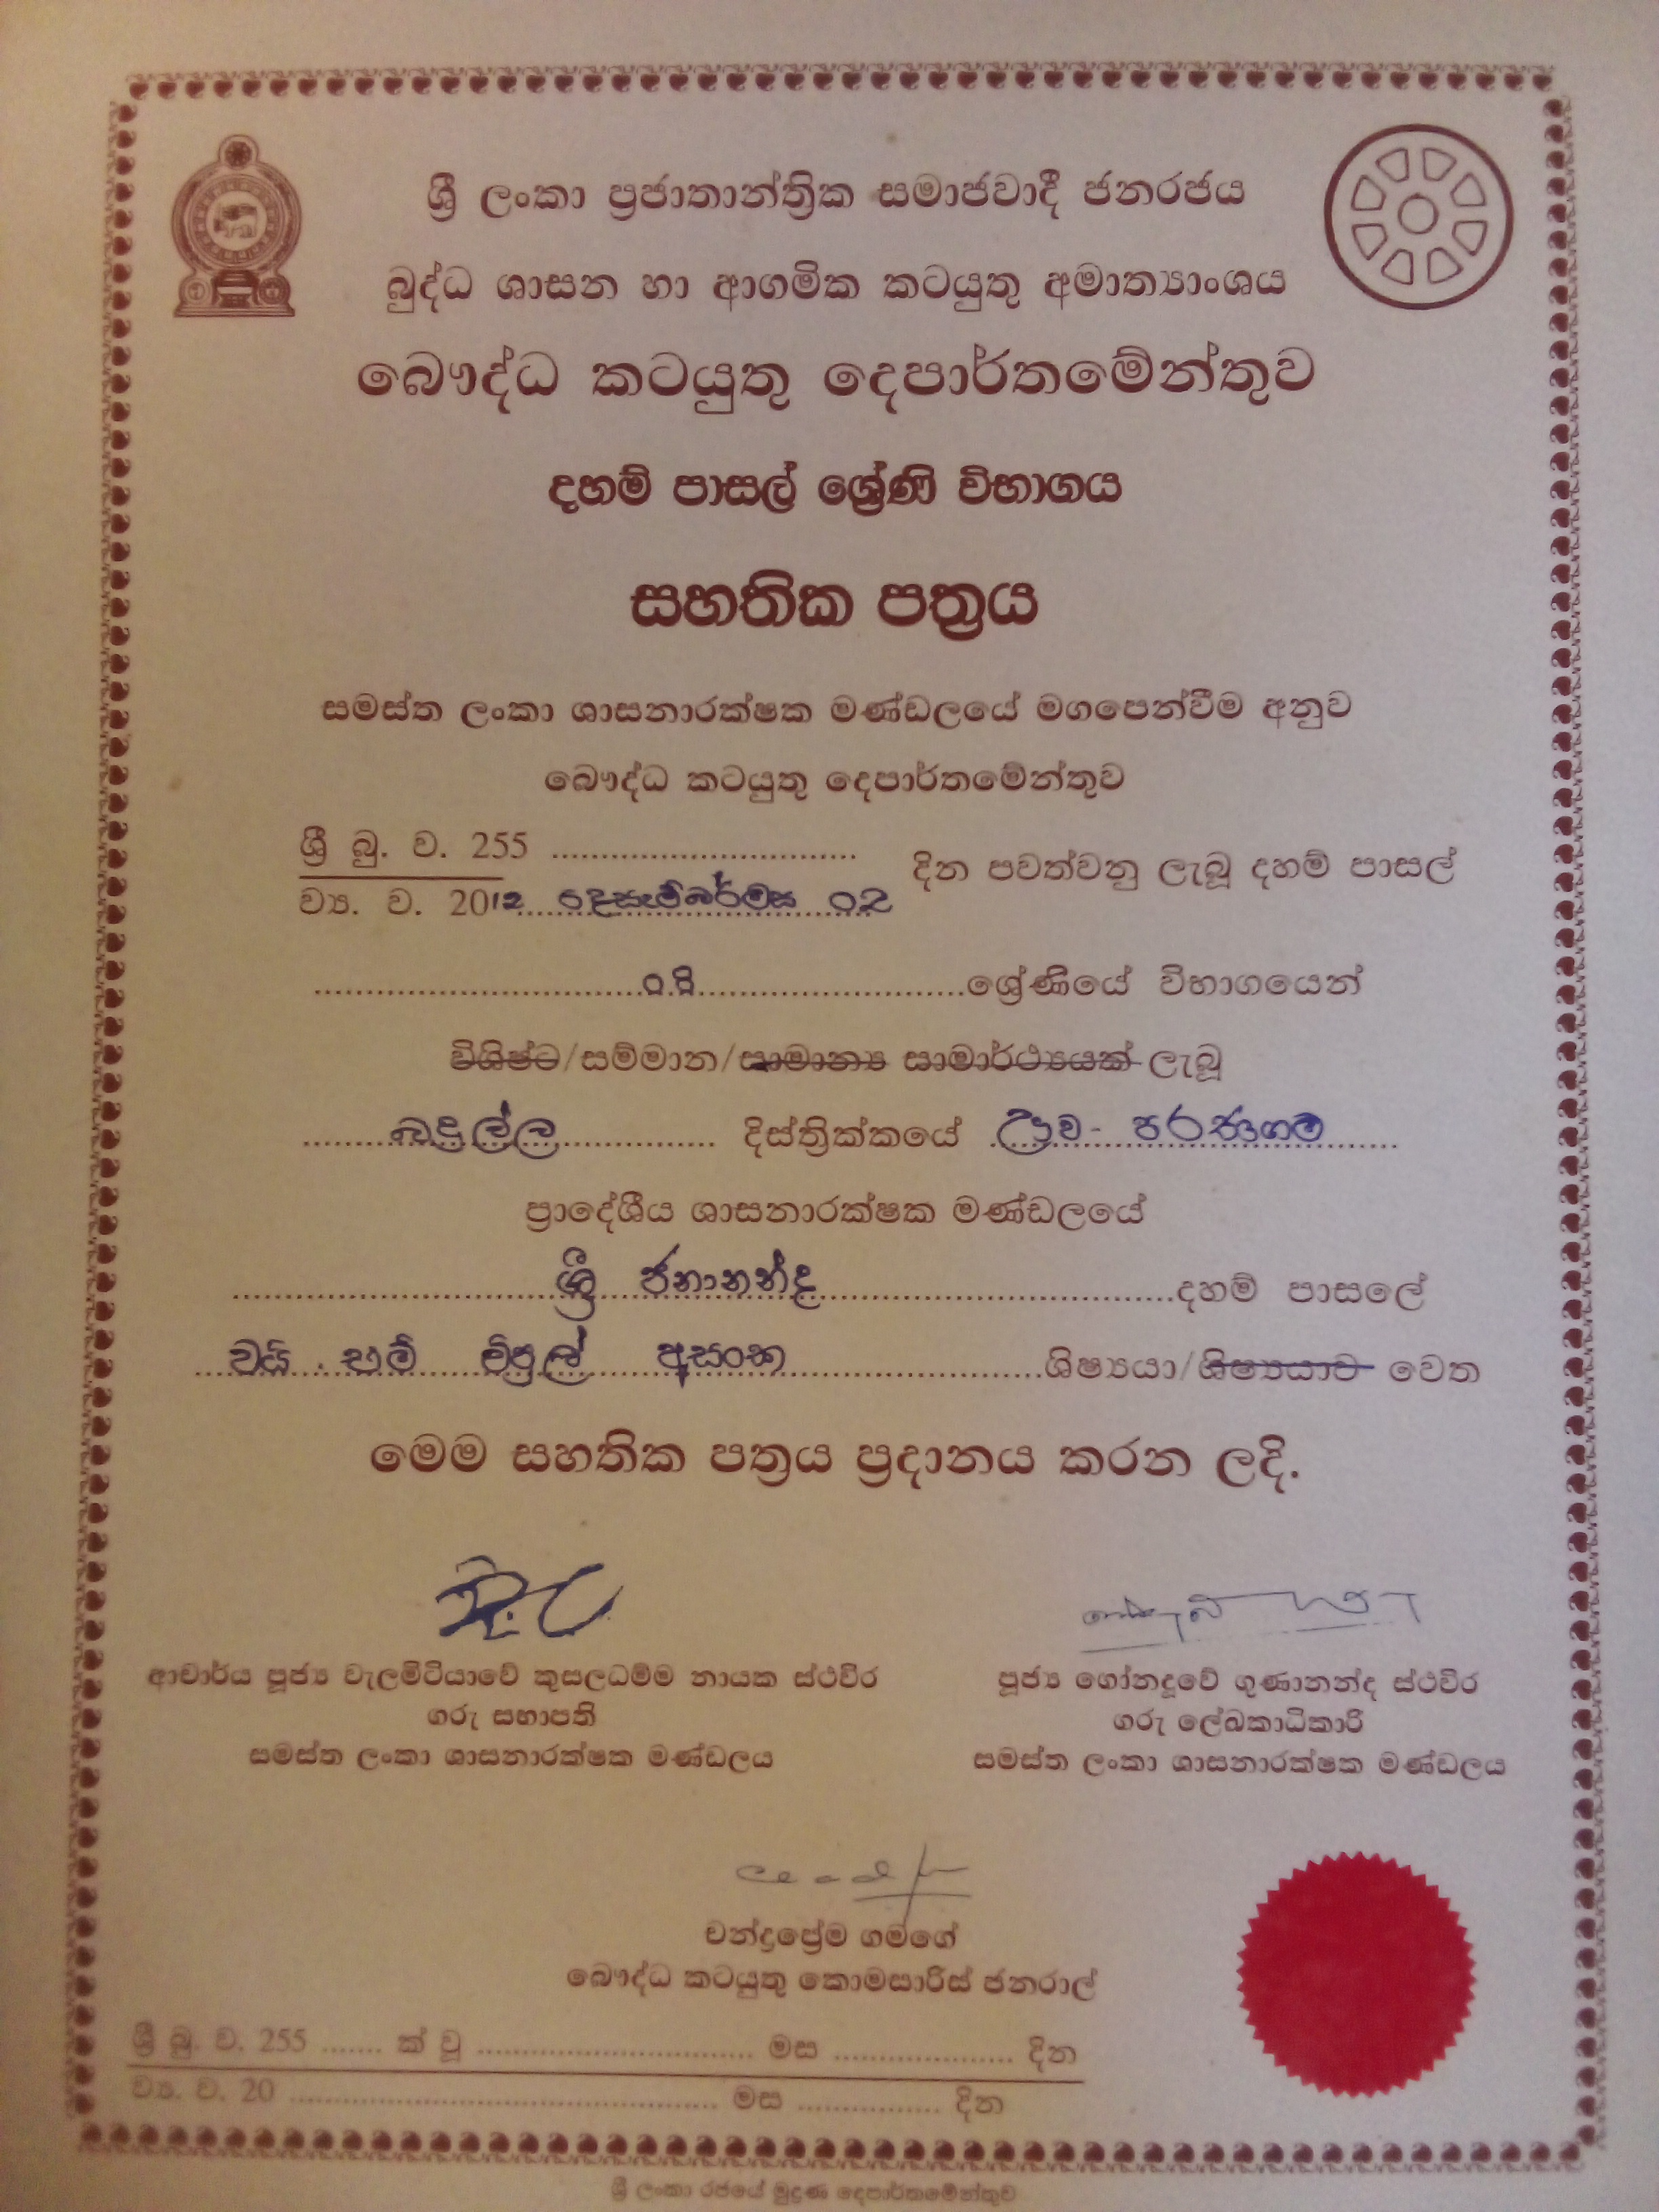 ශ්‍රී ලංකා ප්‍රජාතාන්ත්‍රික සමාජවාදී ජනරජය
බුද්ධ ශාසන හා ආගමික කටයුතු අමාත්‍යාංශය
බෞද්ධ කටයුතු දෙපාර්තමේන්තුව
දහම් පාසල් ශ්‍රේණි විභාගය
සහතික පත්‍රය
සමස්ත ලංකා ශාසනාරක්ෂක මණ්ඩලයේ මගපෙන්වීම අනුව
බෞද්ධ කටයුතු දෙපාර්තමේන්තුව
ශ්‍රී බු. ව. 255 ..............................
ව්‍ය. ව. 2012 දෙසැම්බර්මස 02 දින පවත්වනු ලැබූ දහම් පාසල්
08 ශ්‍රේණියේ විභාගයෙන්
විශිෂ්ට/සම්මාන/සාමාන්‍ය සාමාර්ථ්‍යයක් ලැබූ
බදුල්ල දිස්ත්‍රික්කයේ ඌව - පරණගම
ප්‍රාදේශීය ශාසනාරක්ෂක මණ්ඩලයේ
ශ්‍රී ජනානන්ද දහම් පාසලේ
වයි. එම් විපුල් අසංක ශිෂ්‍යයා/ශිෂ්‍යයාව වෙත
මෙම සහතික පත්‍රය ප්‍රදානය කරන ලදි.
ආචාර්ය පූජ්‍ය වැලමිටියාවේ කුසලධම්ම නායක ස්ථවිර
ගරු සභාපති
සමස්ත ලංකා ශාසනාරක්ෂක මණ්ඩලය
පූජ්‍ය ගෝනදූවේ ගුණානන්ද ස්ථවිර
ගරු ලේඛකාධිකාරී
සමස්ත ලංකා ශාසනාරක්ෂක මණ්ඩලය
චන්ද්‍රප්‍රේම ගමගේ
බෞද්ධ කටයුතු කොමසාරිස් ජනරාල්
ශ්‍රී බු. ව. 255 ....... ක් වූ .............................. මස .................... දින
ව්‍ය. ව. 20 ................................................ මස ................ දින
ශ්‍රී ලංකා රජයේ මුද්‍රණ දෙපාර්තමේන්තුව